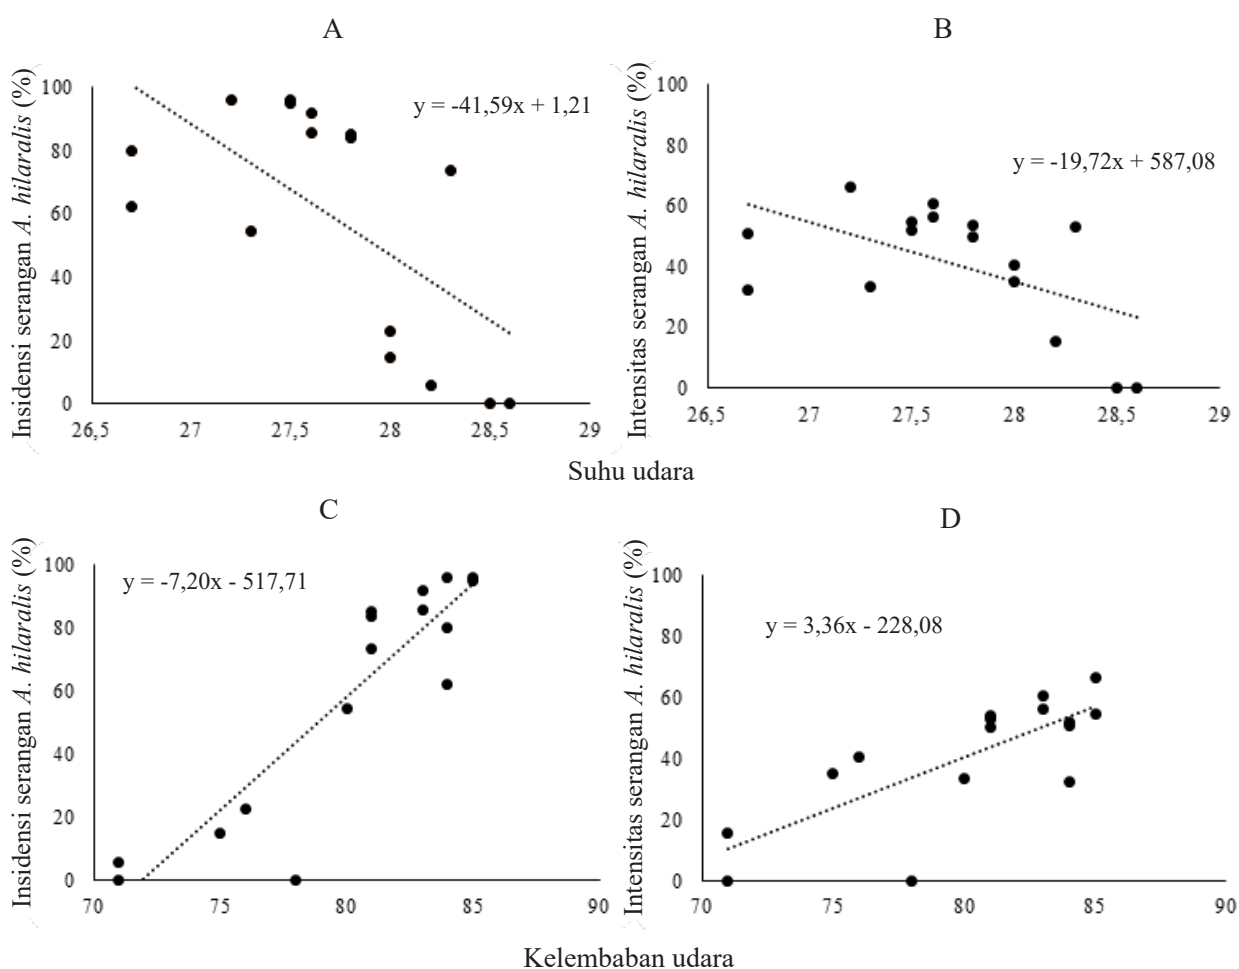 A
Insidensi serangan A. hilaralis (%)
100
80
60
40
20
0
y = -41,59x + 1,21
26,5 27 27,5 28 28,5 29
B
Intensitas serangan A. hilaralis (%)
100
80
60
40
20
0
y = -19,72x + 587,08
26,5 27 27,5 28 28,5 29
Suhu udara
C
Insidensi serangan A. hilaralis (%)
100
80
60
40
20
0
y = -7,20x - 517,71
70 75 80 85 90
D
Intensitas serangan A. hilaralis (%)
100
80
60
40
20
0
y = 3,36x - 228,08
70 75 80 85 90
Kelembaban udara